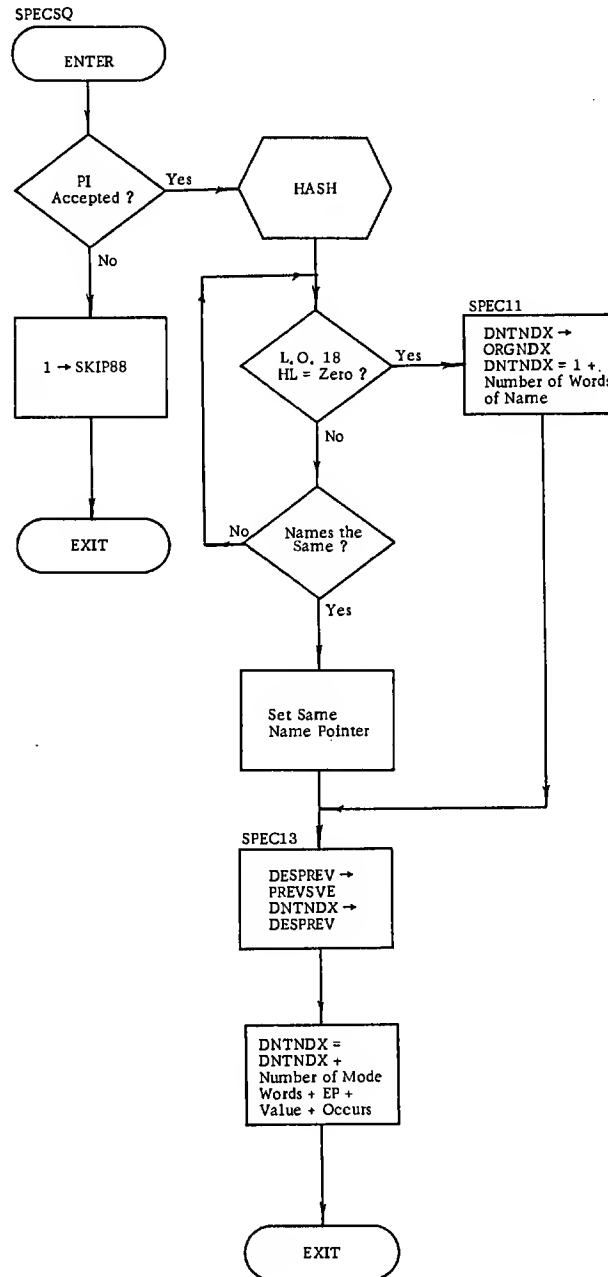 SPECSQ
ENTER
PI
Accepted ?
Yes
No
HASH
1 → SKIP88
EXIT
L. O. 18
HL = Zero ?
Yes
No
SPEC11
DNTNDX →
ORGNDX
DNTNDX = 1 +
Number of Words
of Name
Names the
Same ?
No
Yes
Set Same
Name Pointer
SPEC13
DESPREV →
PREVSVE
DNTNDX →
DESPREV
DNTNDX =
DNTNDX +
Number of Mode
Words + EP +
Value + Occurs
EXIT